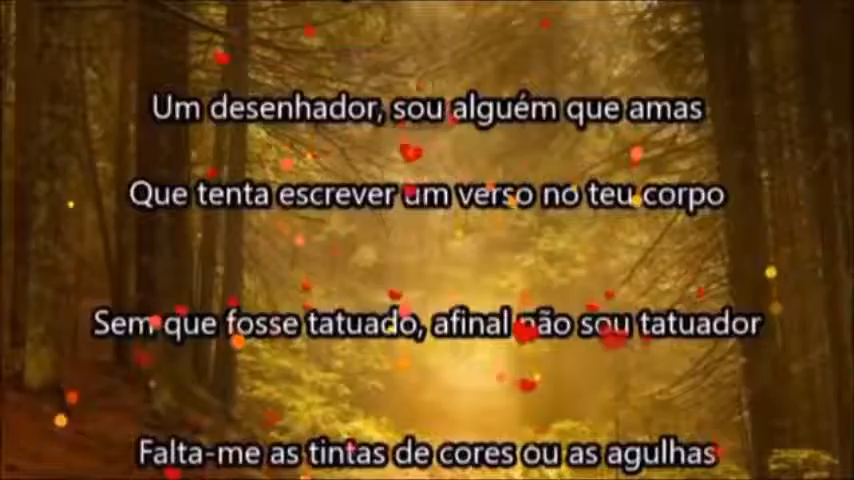 Um desenhador, sou alguém que amas
Que tenta escrever um verso no teu corpo
Sem que fosse tatuado, afinal não sou tatuador
Falta-me as tintas de cores ou as agulhas